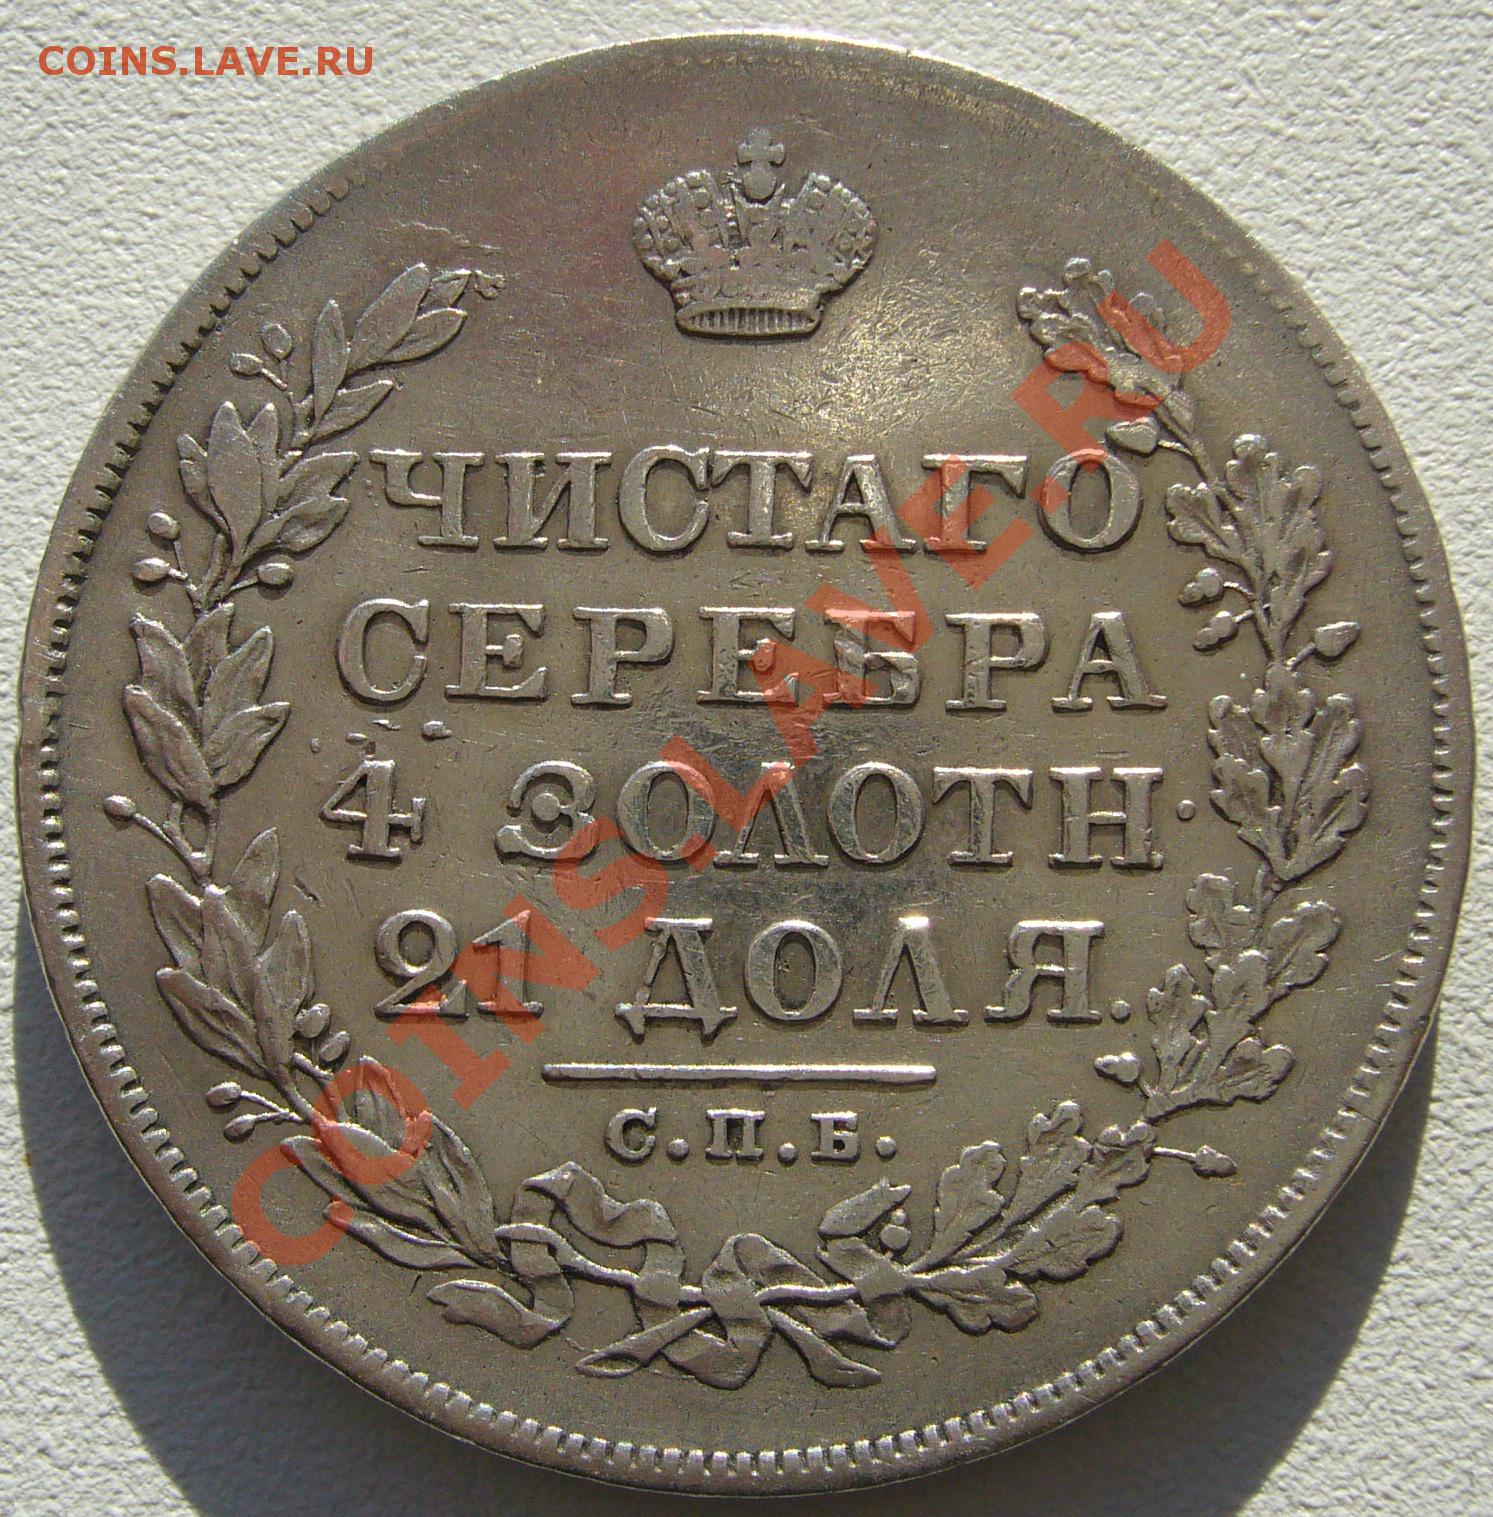 COINS.LAVE.RU
ЧИСТАГО
СЕРЕБРА
4 ЗОЛОТН.
21 ДОЛЯ.
С.П.Б.
COINS.LAVE.RU